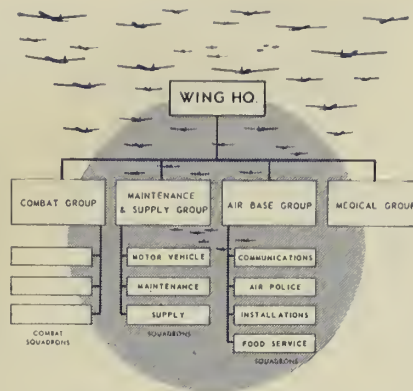 WING HQ.
COMBAT GROUP
MAINTENANCE
& SUPPLY GROUP
AIR BASE GROUP
MEDICAL GROUP
MOTOR VEHICLE
MAINTENANCE
SUPPLY
COMMUNICATIONS
AIR POLICE
INSTALLATIONS
FOOD SERVICE
COMBAT
SQUADRONS
SQUADRONS
SQUADRONS